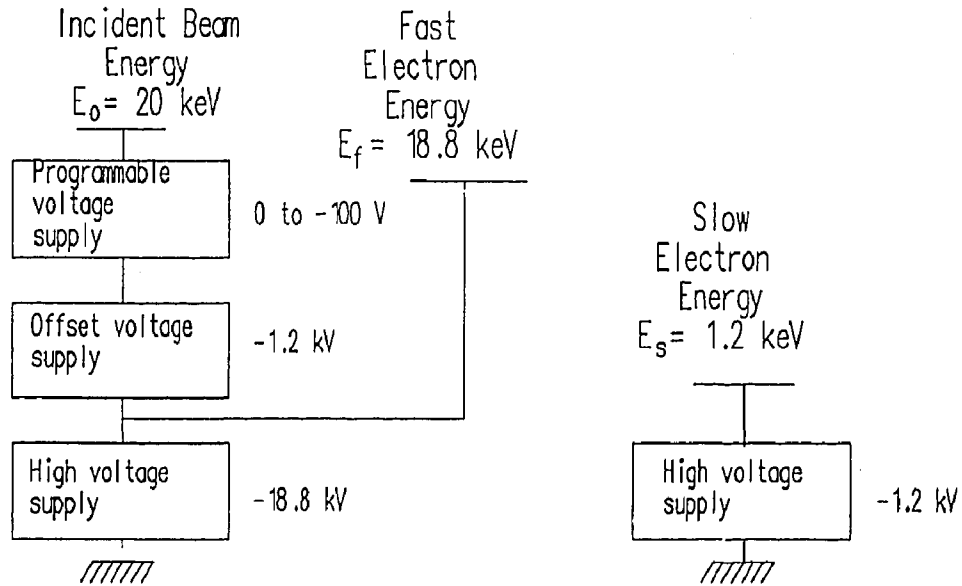 Incident Beam
Energy
E₀= 20 keV
Fast
Electron
Energy
E_f= 18.8 keV
Programmable
voltage
supply
0 to -100 V
Slow
Electron
Energy
E_s= 1.2 keV
Offset voltage
supply
-1.2 kV
High voltage
supply
-18.8 kV
High voltage
supply
-1.2 kV